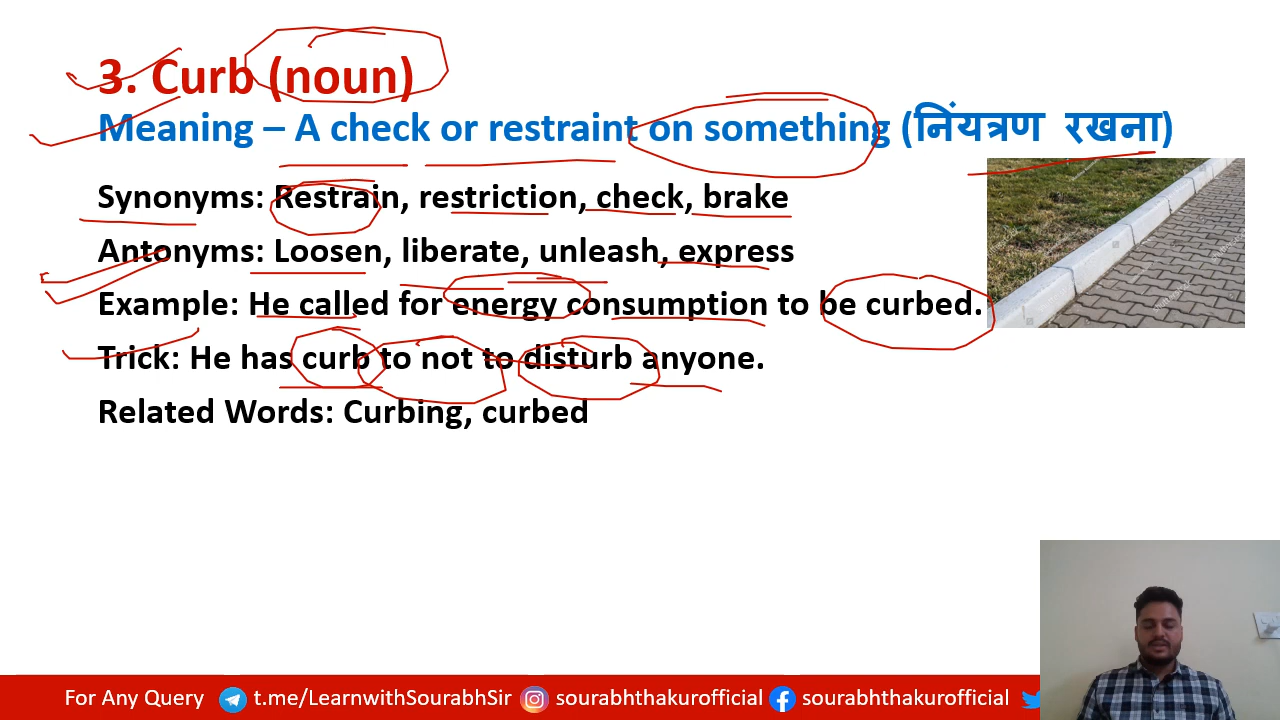 3. Curb (noun)
Meaning – A check or restraint on something (निंयत्रण रखना)
Synonyms: Restrain, restriction, check, brake
Antonyms: Loosen, liberate, unleash, express
Example: He called for energy consumption to be curbed.
Trick: He has curb to not to disturb anyone.
Related Words: Curbing, curbed
For Any Query t.me/LearnwithSourabhSir sourabhthakurofficial sourabhthakurofficial